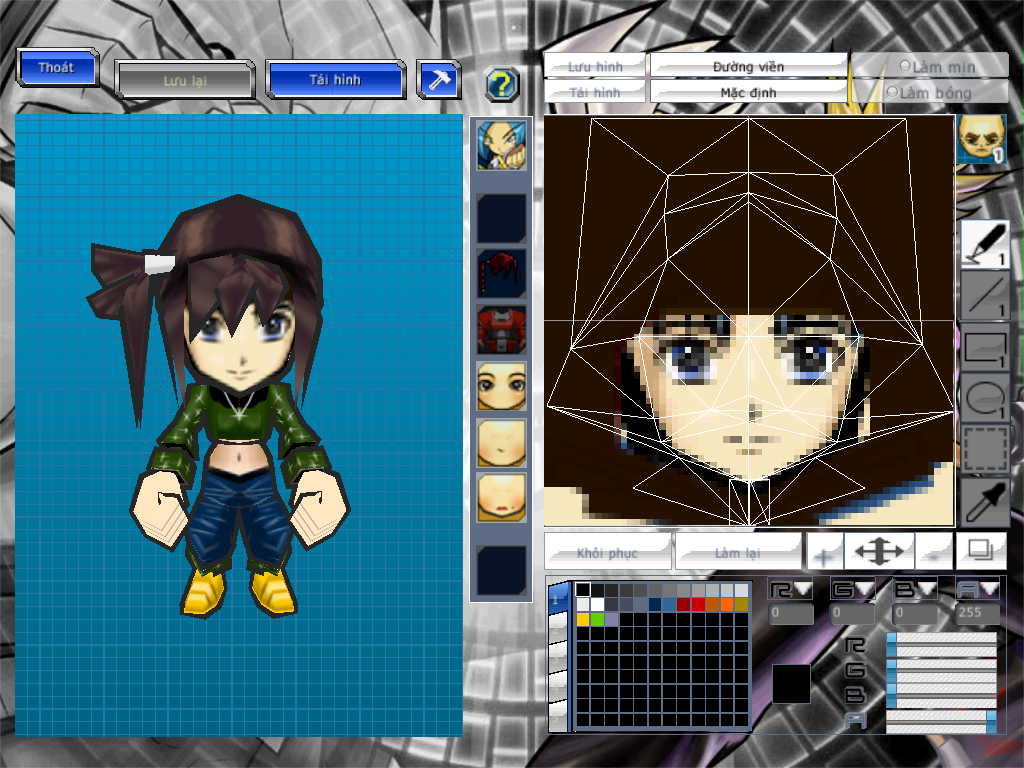 Thoát
Lưu lại
Tải hình
?
Lưu hình
Đường viền
Làm mịn
Tải hình
Mặc định
Làm bóng
1
1
1
1
1
Khôi phục
Làm lại
+
-
1
R
G
B
A
0
0
0
255
R
G
B
A